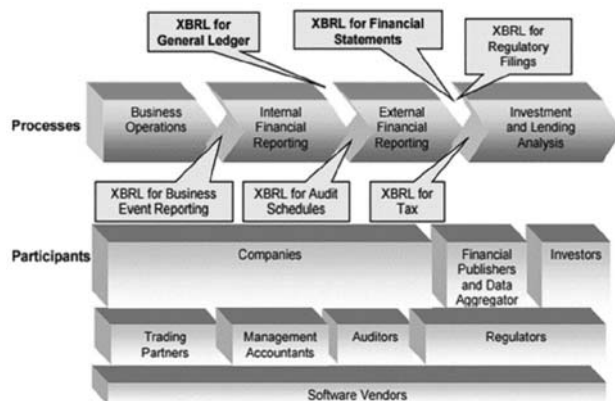 XBRL for
General Ledger
XBRL for Financial
Statements
XBRL for
Regulatory
Filings
Processes
Business
Operations
Internal
Financial
Reporting
External
Financial
Reporting
Investment
and Lending
Analysis
XBRL for Business
Event Reporting
XBRL for Audit
Schedules
XBRL for
Tax
Participants
Companies
Financial
Publishers
and Data
Aggregator
Investors
Trading
Partners
Management
Accountants
Auditors
Regulators
Software Vendors